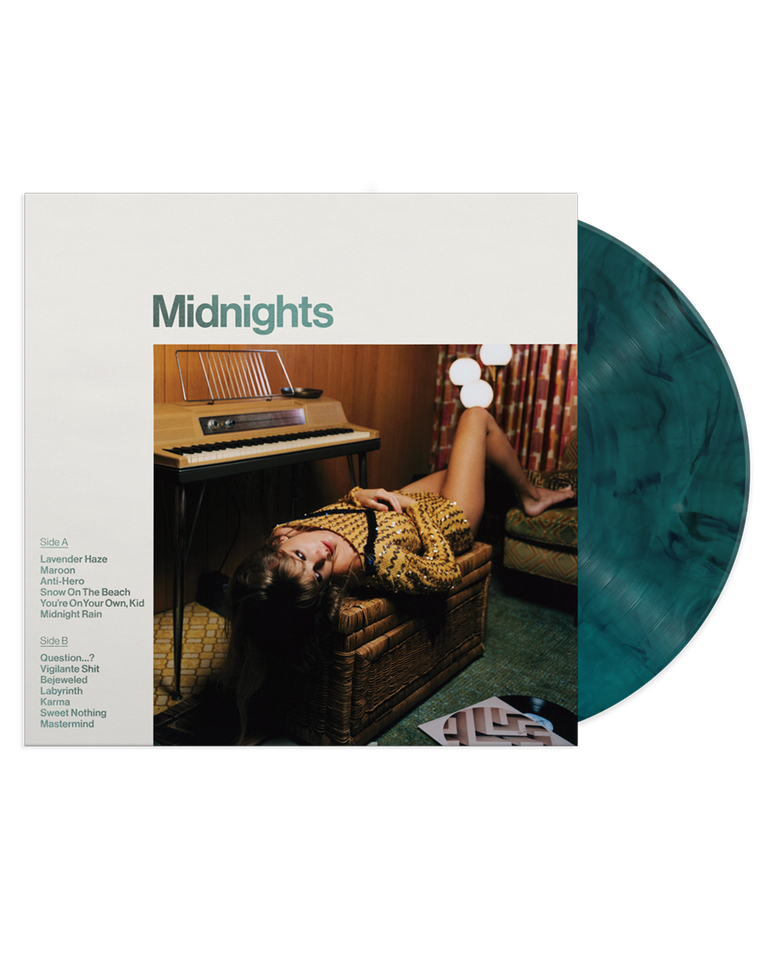 Midnights
Side A
Lavender Haze
Maroon
Anti-Hero
Snow On The Beach
You're On Your Own, Kid
Midnight Rain
Side B
Question...?
Vigilante Shit
Bejeweled
Labyrinth
Karma
Sweet Nothing
Mastermind